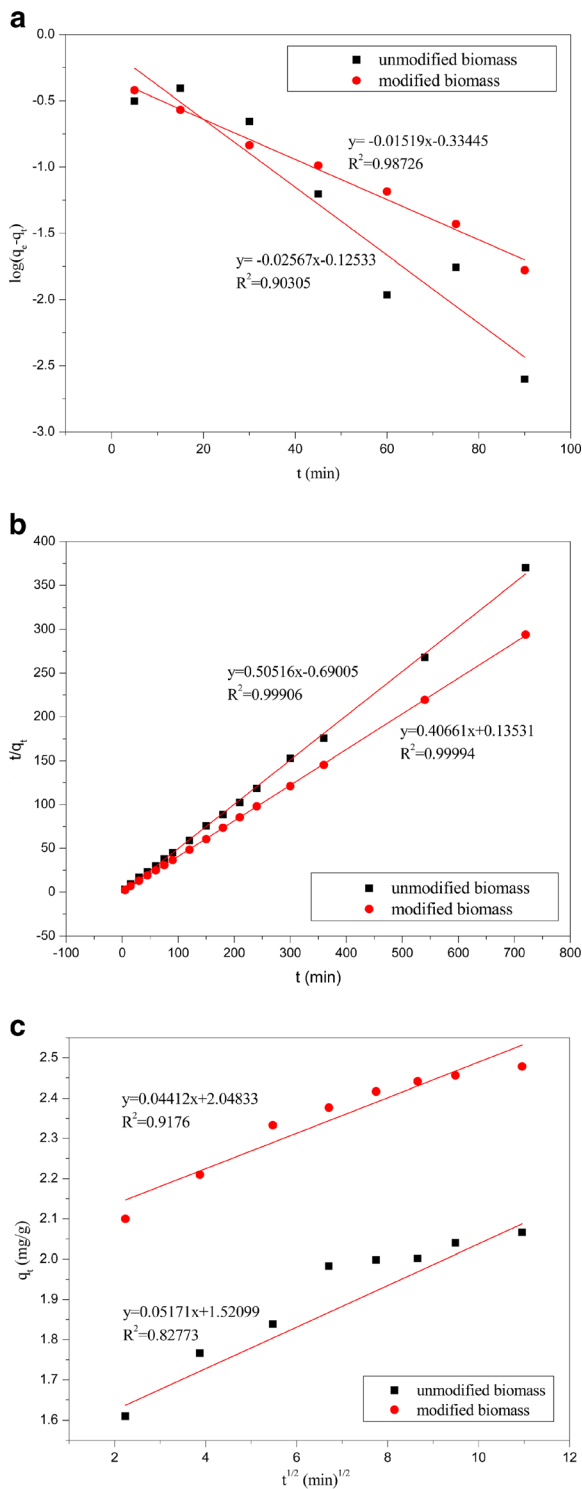 a
0.0
-0.5
-1.0
-1.5
-2.0
-2.5
-3.0
log(qe-qt)
unmodified biomass
modified biomass
y= -0.01519x-0.33445
R2=0.98726
y= -0.02567x-0.12533
R2=0.90305
0 20 40 60 80 100
t (min)
b
400
350
300
250
200
150
100
50
0
-50
t/qt
y=0.50516x-0.69005
R2=0.99906
y=0.40661x+0.13531
R2=0.99994
unmodified biomass
modified biomass
-100 0 100 200 300 400 500 600 700 800
t (min)
c
2.5
2.4
2.3
2.2
2.1
2.0
1.9
1.8
1.7
1.6
qt (mg/g)
y=0.04412x+2.04833
R2=0.9176
y=0.05171x+1.52099
R2=0.82773
unmodified biomass
modified biomass
2 4 6 8 10 12
t1/2 (min)1/2